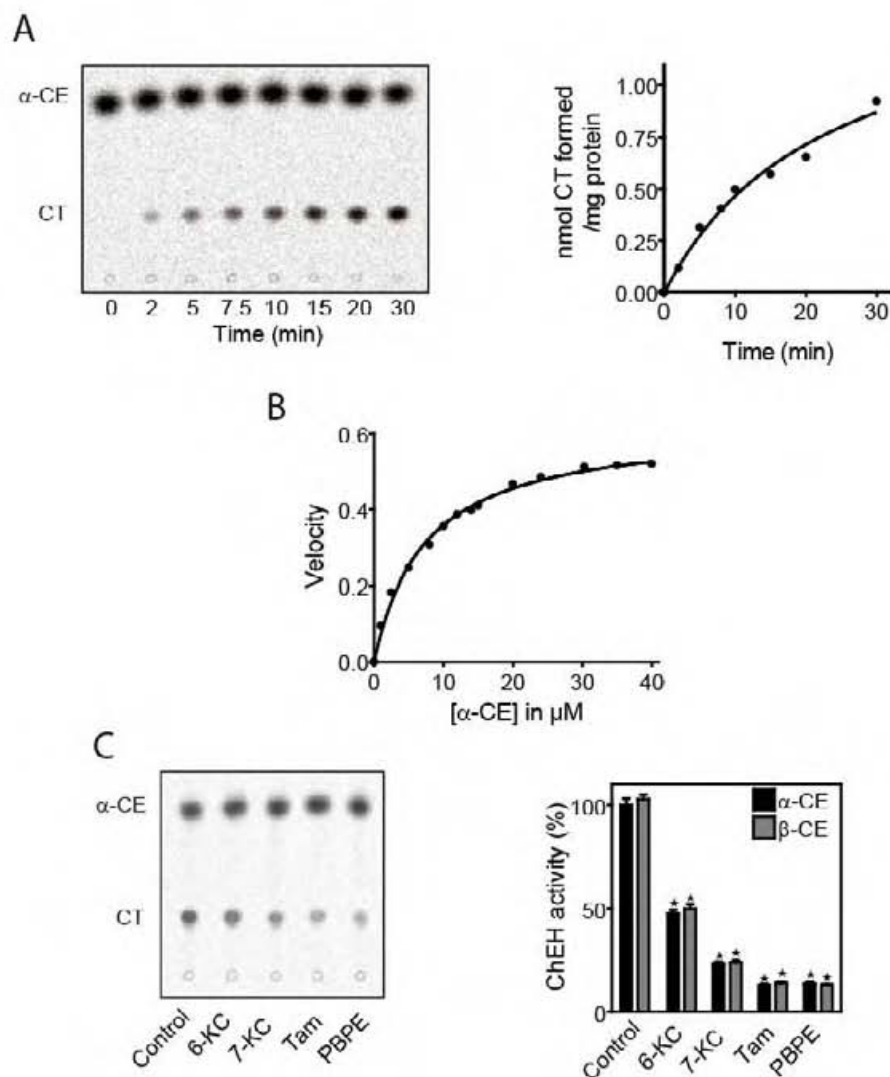 A
α-CE
CT
0 2 5 7.5 10 15 20 30
Time (min)
nmol CT formed
/mg protein
1.00
0.75
0.50
0.25
0.00
0 10 20 30
Time (min)
B
Velocity
0.6
0.4
0.2
0.0
0 10 20 30 40
[α-CE] in µM
C
α-CE
CT
Control 6-KC 7-KC Tam PBPE
ChEH activity (%)
100
50
0
α-CE
β-CE
Control 6-KC 7-KC Tam PBPE